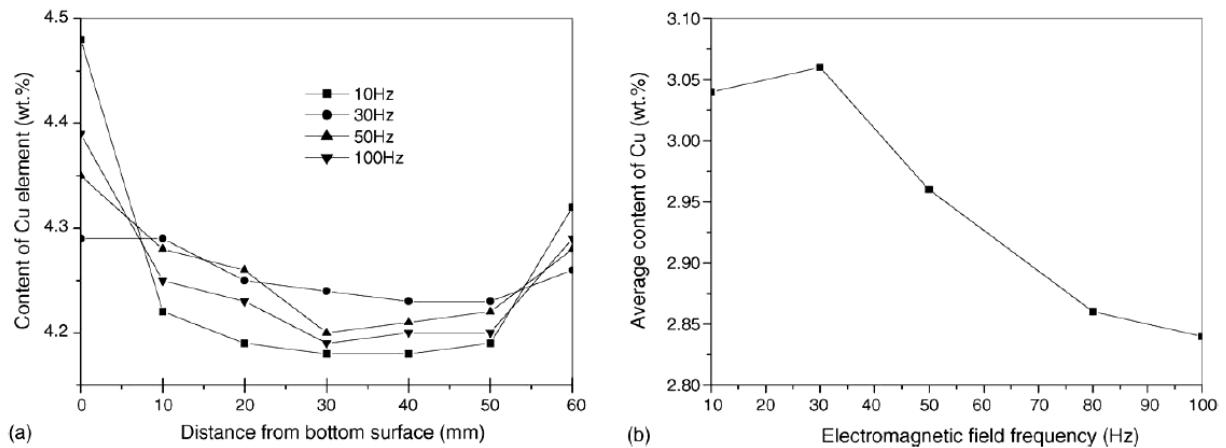 Content of Cu element (wt.%)
4.5
4.4
4.3
4.2
10Hz
30Hz
50Hz
100Hz
0 10 20 30 40 50 60
(a) Distance from bottom surface (mm)
Average content of Cu (wt.%)
3.10
3.05
3.00
2.95
2.90
2.85
2.80
10 20 30 40 50 60 70 80 90 100
(b) Electromagnetic field frequency (Hz)